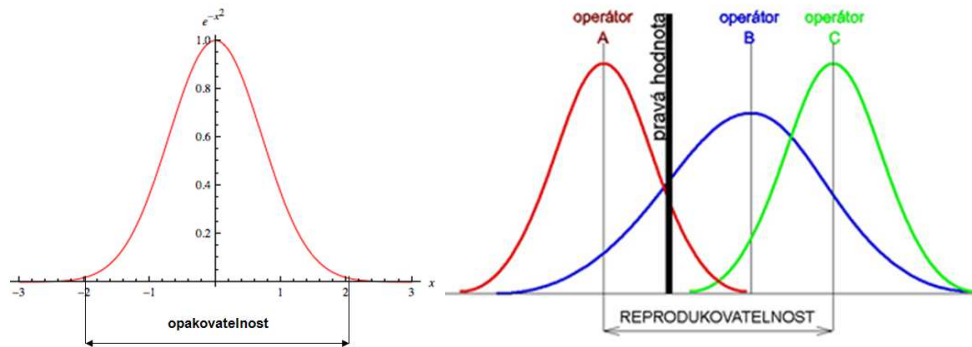 e^-x^2
1.0
0.8
0.6
0.4
0.2
-3
-2
-1
0
1
2
3
x
opakovatelnost
operátor
A
pravá hodnota
operátor
B
operátor
C
REPRODUKOVATELNOST